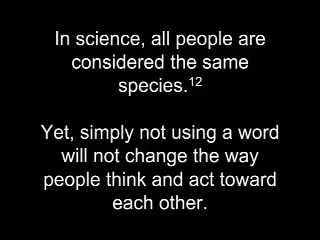 In science, all people are
considered the same
species.12
Yet, simply not using a word
will not change the way
people think and act toward
each other.